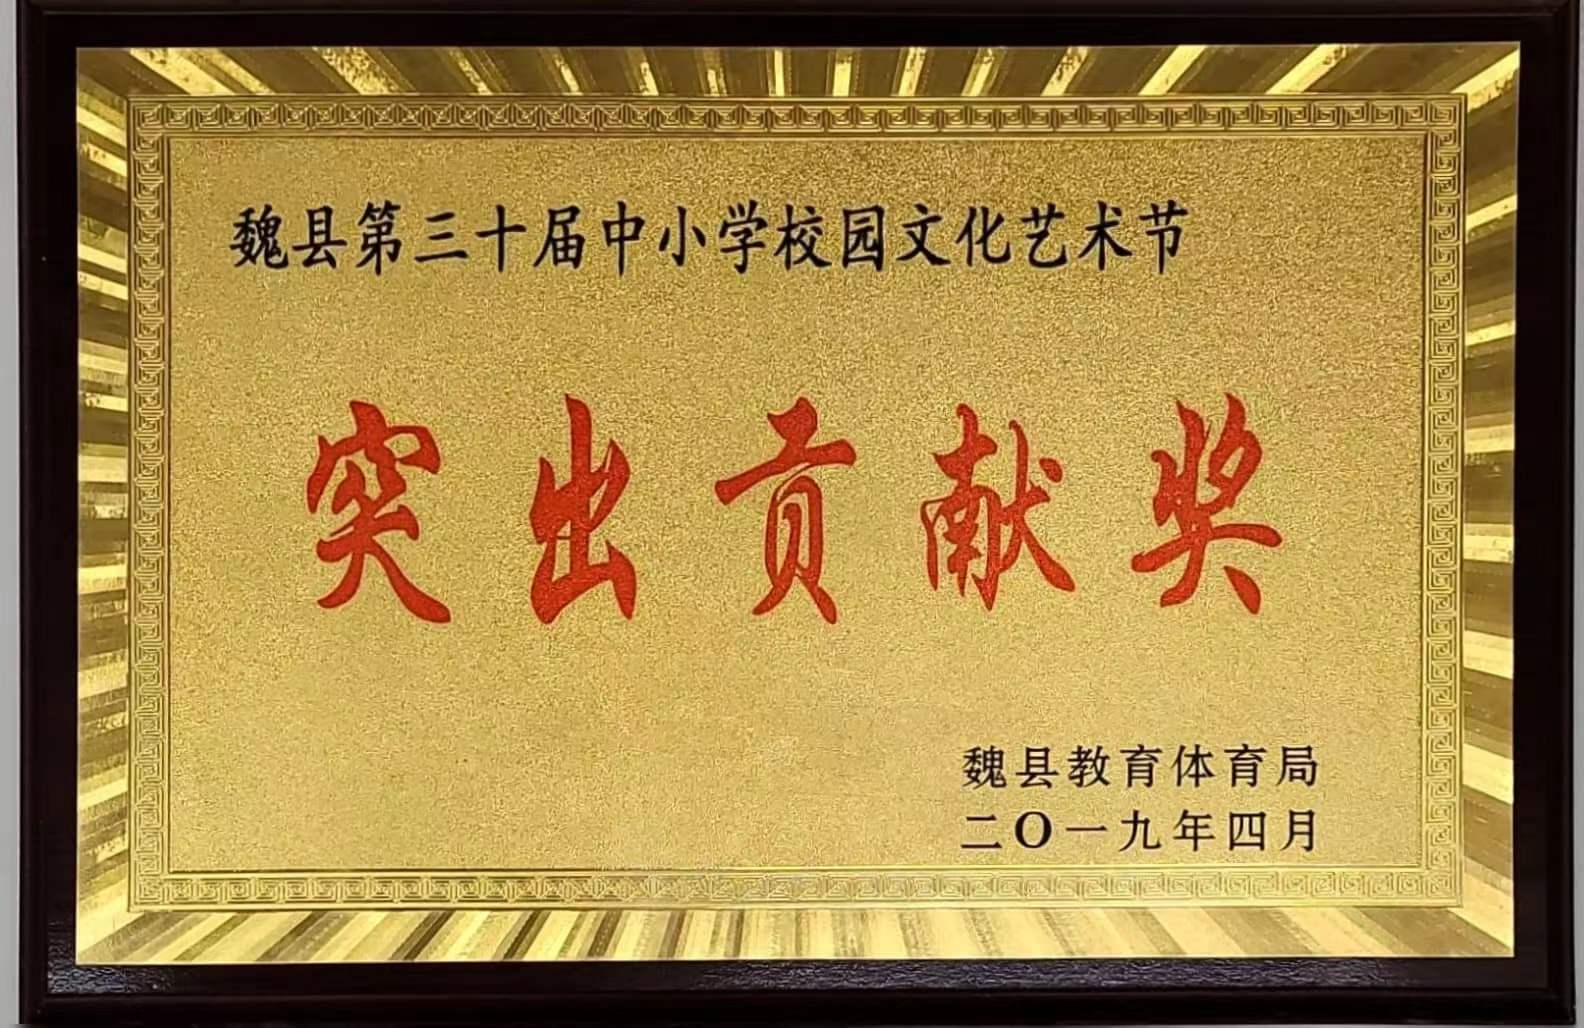 魏县第三十届中小学校园文化艺术节
突出贡献奖
魏县教育体育局
二〇一九年四月